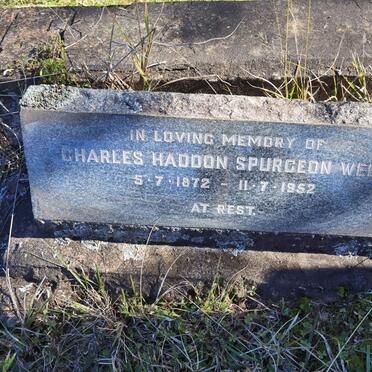 IN LOVING MEMORY OF
CHARLES HADDON SPURGEON
5-7-1872 - 11-7-1952
AT REST